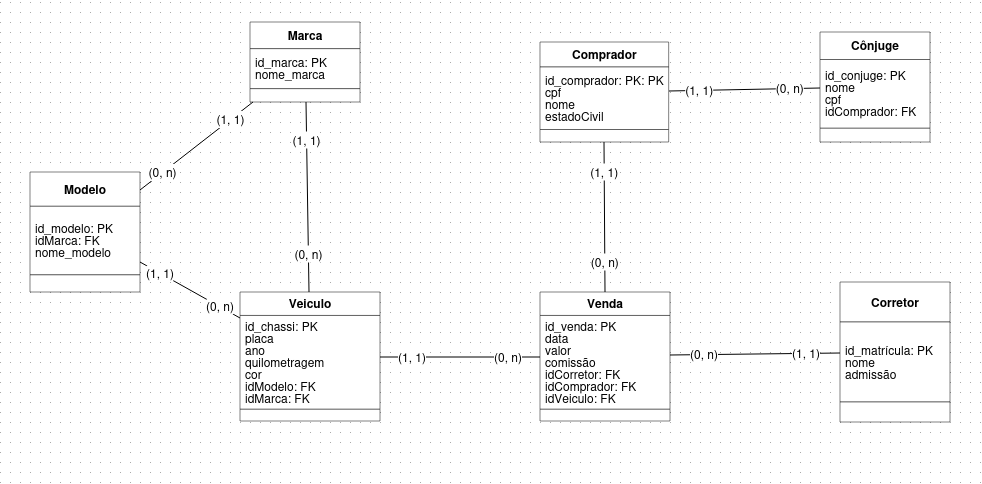 Marca
id_marca: PK
nome_marca
(1, 1)
(1, 1)
(0, n)
(0, n)
Modelo
id_modelo: PK
idMarca: FK
nome_modelo
(1, 1)
(0, n)
Veiculo
id_chassi: PK
placa
ano
quilometragem
cor
idModelo: FK
idMarca: FK
(1, 1)
(0, n)
Comprador
id_comprador: PK: PK
cpf
nome
estadoCivil
(1, 1)
(0, n)
Cônjuge
id_conjuge: PK
nome
cpf
idComprador: FK
(1, 1)
(0, n)
Venda
id_venda: PK
data
valor
comissão
idCorretor: FK
idComprador: FK
idVeiculo: FK
(0, n)
(1, 1)
Corretor
id_matrícula: PK
nome
admissão